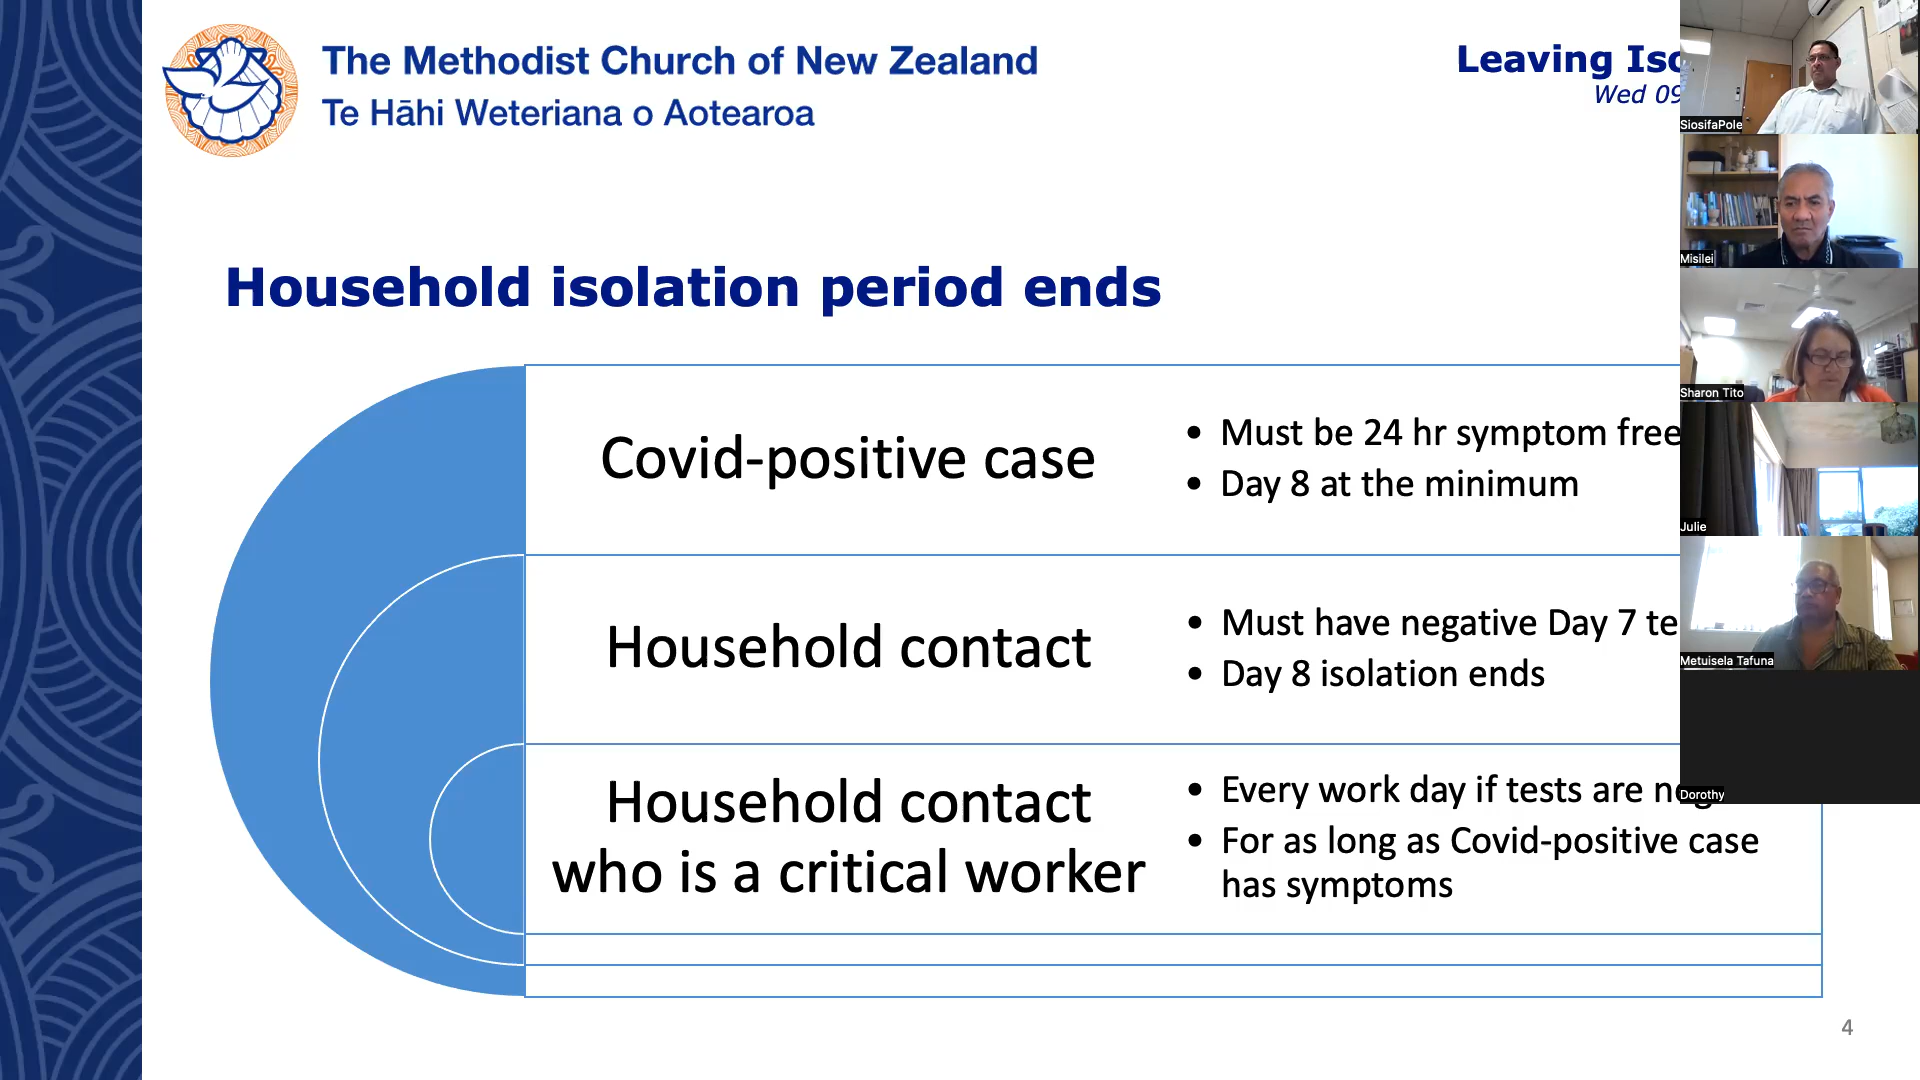 The Methodist Church of New Zealand
Te Hāhi Weteriana o Aotearoa
Leaving
Wed 09
Household isolation period ends
Covid-positive case
• Must be 24 hr symptom free
• Day 8 at the minimum
Household contact
• Must have negative Day 7
• Day 8 isolation ends
Household contact
who is a critical worker
• Every work day if tests are
• For as long as Covid-positive case
has symptoms
4
SiosifaPole
Misilei
Sharon Tito
Julie
Metuisela Tafuna
Dorothy